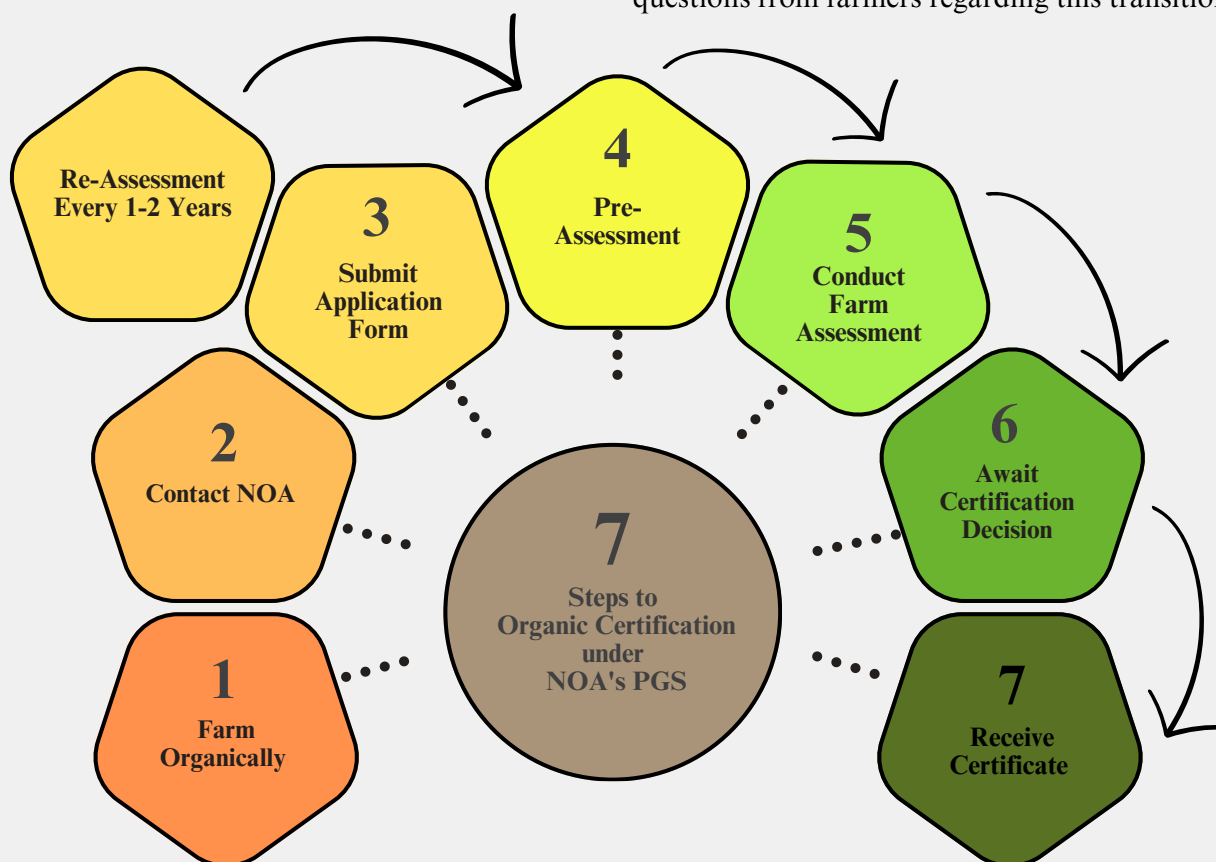 questions from farmers regarding this transition
Re-Assessment
Every 1-2 Years
3
Submit
Application
Form
4
Pre-
Assessment
5
Conduct
Farm
Assessment
2
Contact NOA
6
Await
Certification
Decision
7
Steps to
Organic Certification
under
NOA's PGS
1
Farm
Organically
7
Receive
Certificate